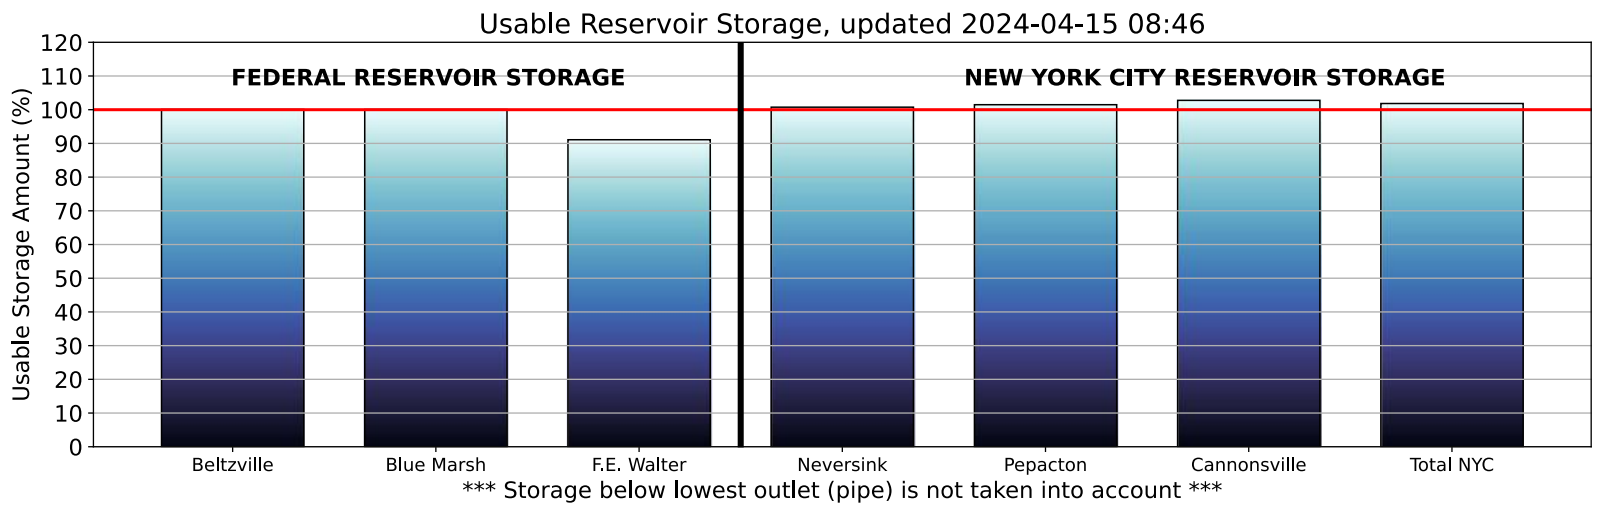 Usable Reservoir Storage, updated 2024-04-15 08:46
Usable Storage Amount (%)
120
110
100
90
80
70
60
50
40
30
20
10
0
FEDERAL RESERVOIR STORAGE
NEW YORK CITY RESERVOIR STORAGE
Beltzville
Blue Marsh
F.E. Walter
Neversink
Pepacton
Cannonsville
Total NYC
*** Storage below lowest outlet (pipe) is not taken into account ***